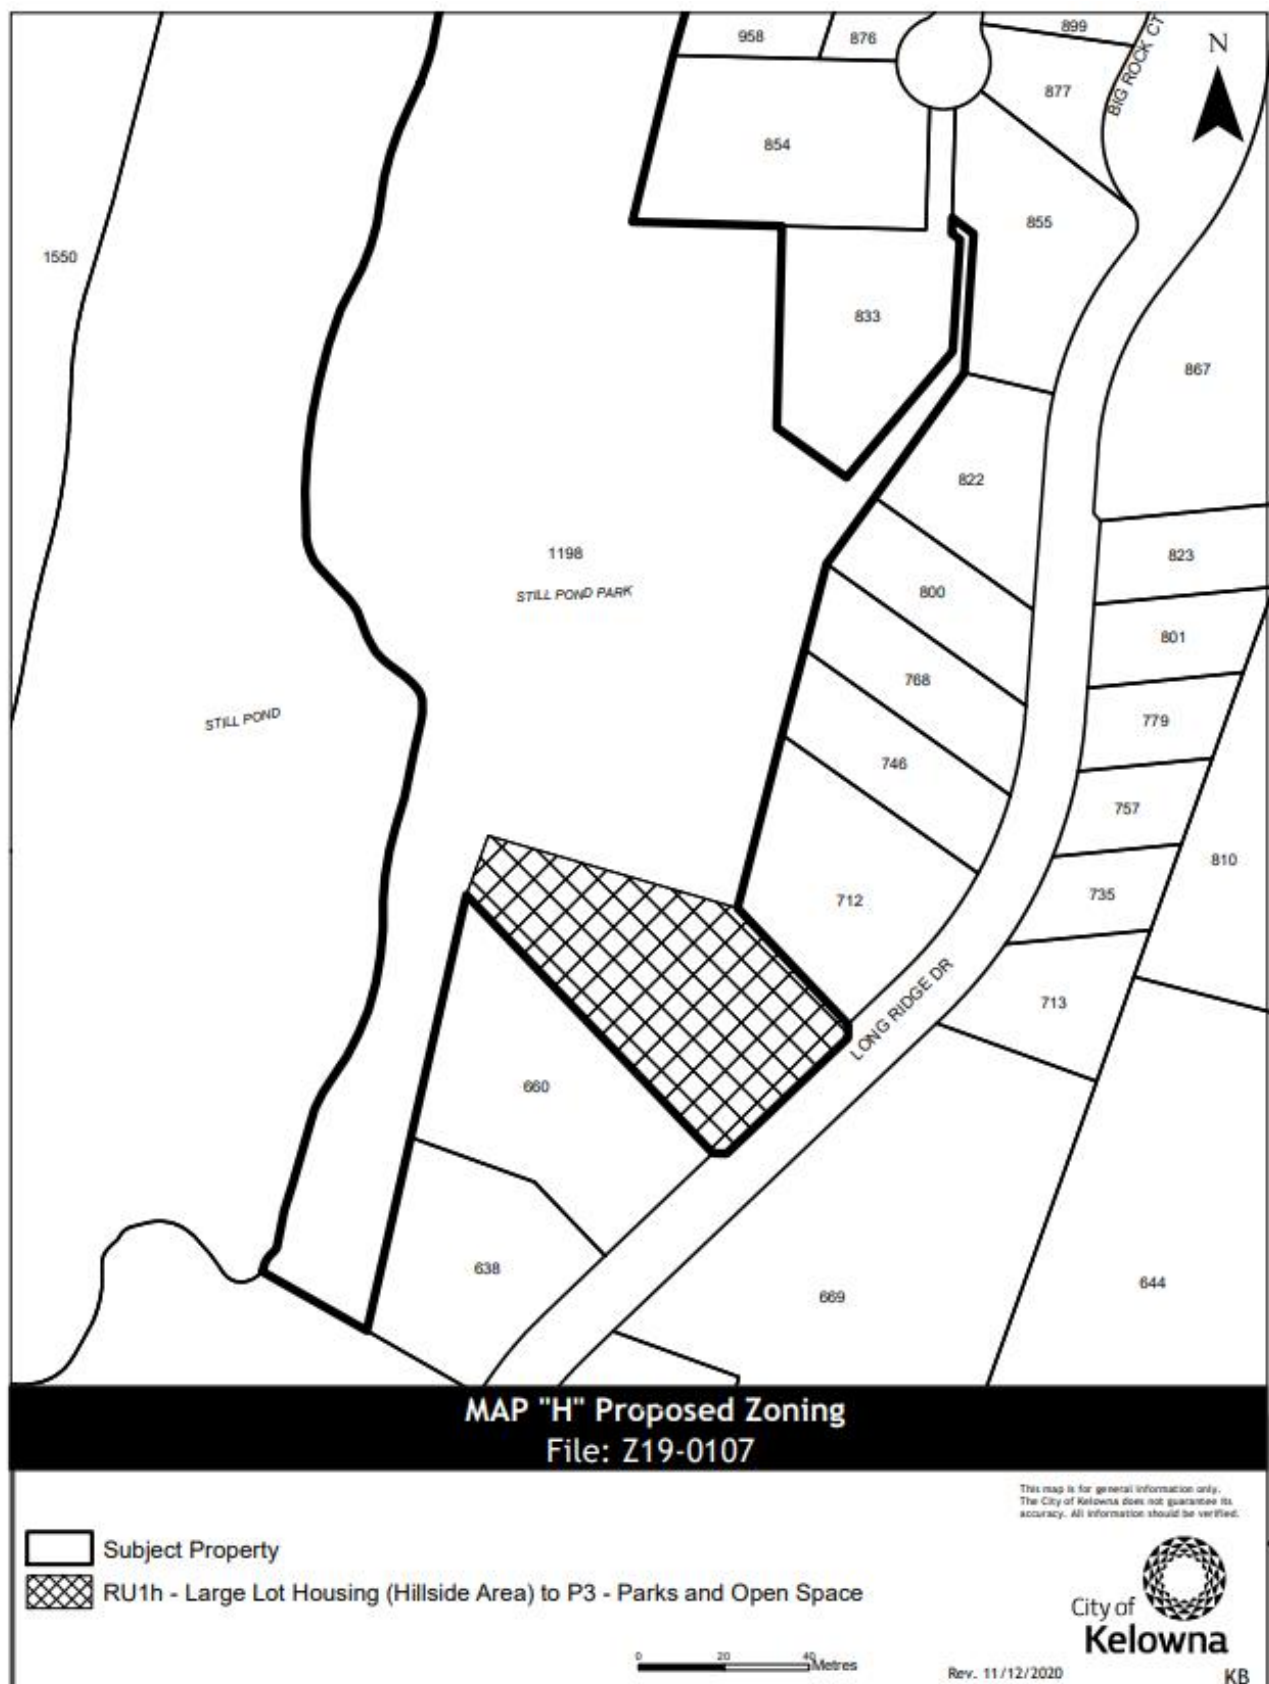 958
876
899
BIG ROCK CT
N
877
854
855
1550
833
867
822
1198
823
STILL POND PARK
800
801
768
STILL POND
779
746
757
810
735
712
LONG RIDGE DR
713
660
638
644
669
MAP "H" Proposed Zoning
File: Z19-0107
This map is for general information only.
The City of Kelowna does not guarantee its
accuracy. All information should be verified.
Subject Property
RU1h - Large Lot Housing (Hillside Area) to P3 - Parks and Open Space
City of
Kelowna
0 20 40
Metres
Rev. 11/12/2020
KB